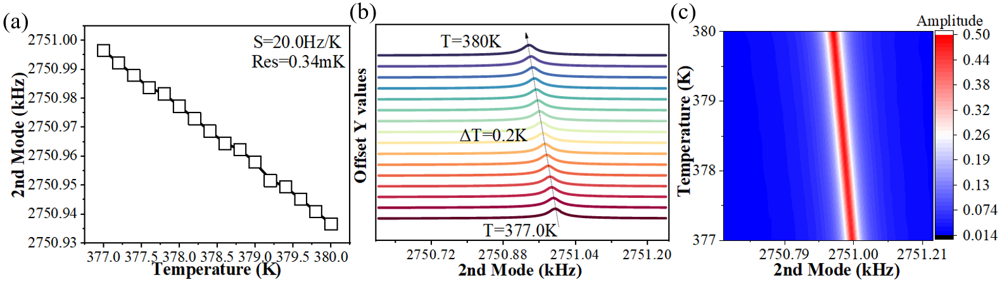 (a)
2nd Mode (kHz)
2751.00
2750.99
2750.98
2750.97
2750.96
2750.95
2750.94
2750.93
S=20.0Hz/K
Res=0.34mK
377.0 377.5 378.0 378.5 379.0 379.5 380.0
Temperature (K)
(b)
Offset Y values
T=380K
ΔT=0.2K
T=377.0K
2750.72 2750.88 2751.04 2751.20
2nd Mode (kHz)
(c)
Temperature (K)
380
379
378
377
2750.79 2751.00 2751.21
2nd Mode (kHz)
Amplitude
0.50
0.44
0.38
0.32
0.26
0.19
0.13
0.074
0.014